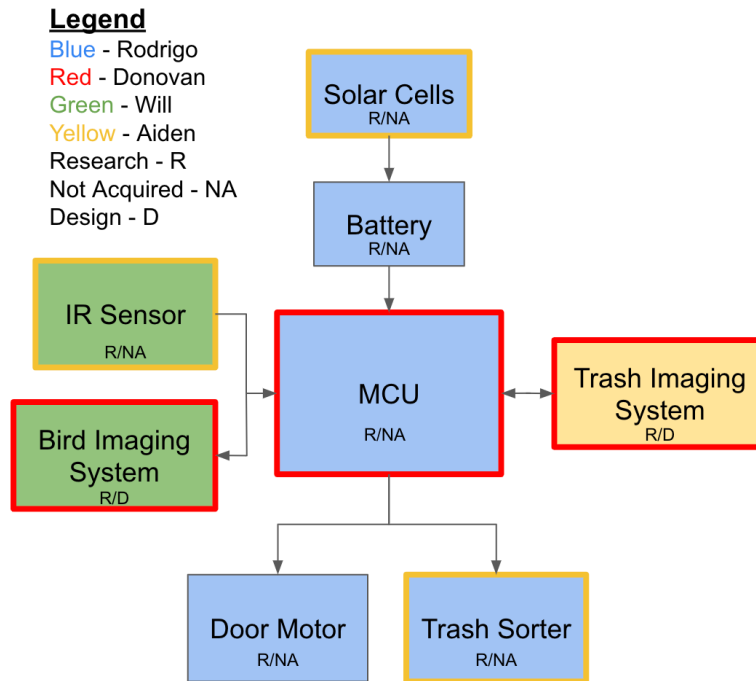 Legend
Blue - Rodrigo
Red - Donovan
Green - Will
Yellow - Aiden
Research - R
Not Acquired - NA
Design - D
Solar Cells
R/NA
Battery
R/NA
IR Sensor
R/NA
MCU
R/NA
Trash Imaging
System
R/D
Bird Imaging
System
R/D
Door Motor
R/NA
Trash Sorter
R/NA